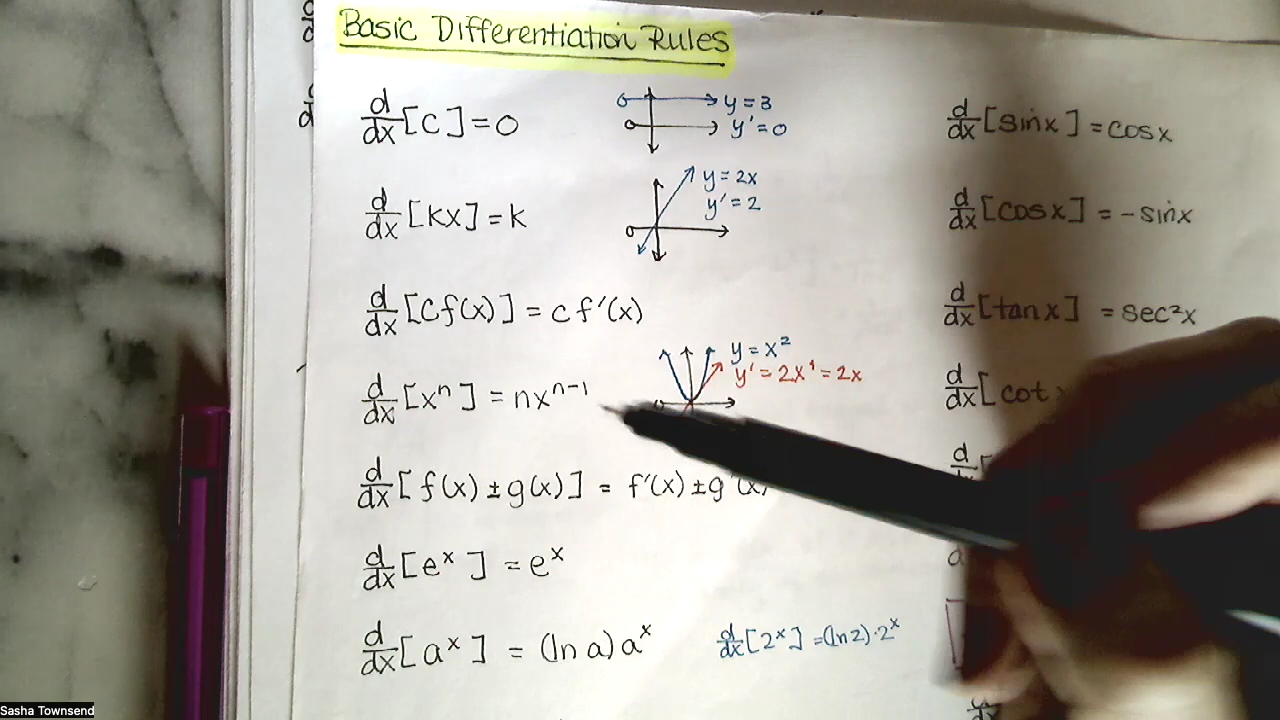 Basic Differentiation Rules
d/dx [c] = 0
y = 3
y' = 0
d/dx [kx] = k
y = 2x
y' = 2
d/dx [cf(x)] = c f'(x)
d/dx [xⁿ] = nxⁿ⁻¹
y = x²
y' = 2x¹ = 2x
d/dx [f(x) ± g(x)] = f'(x) ± g'(x)
d/dx [eˣ] = eˣ
d/dx [aˣ] = (ln a) aˣ
d/dx [2ˣ] = (ln 2) · 2ˣ
d/dx [sin x] = cos x
d/dx [cos x] = - sin x
d/dx [tan x] = sec² x
d/dx [cot
Sasha Townsend